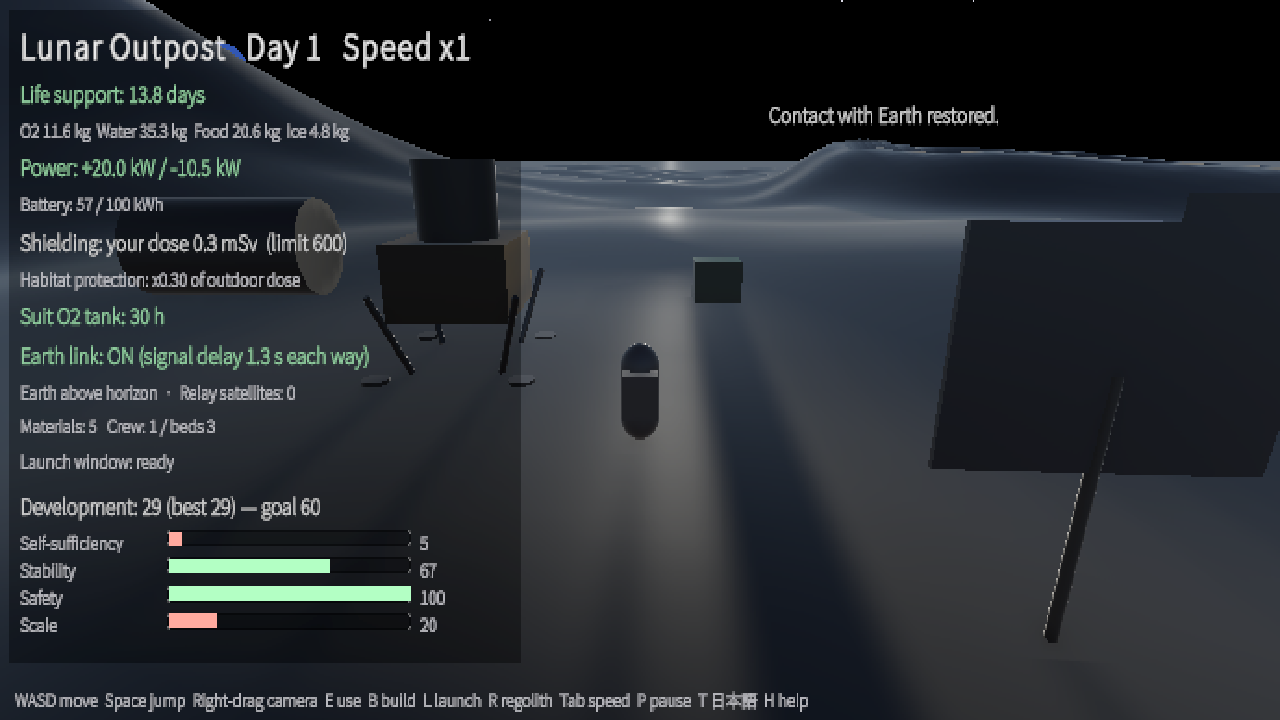 Lunar Outpost Day 1 Speed x1
Life support: 13.8 days
O2 11.6 kg Water 35.3 kg Food 20.6 kg Ice 4.8 kg
Power: +20.0 kW / -10.5 kW
Battery: 57 / 100 kWh
Shielding: your dose 0.3 mSv (limit 600)
Habitat protection: x0.30 of outdoor dose
Suit O2 tank: 30 h
Earth link: ON (signal delay 1.3 s each way)
Earth above horizon · Relay satellites: 0
Materials: 5 Crew: 1 / beds 3
Launch window: ready
Development: 29 (best 29) — goal 60
Self-sufficiency 5
Stability 67
Safety 100
Scale 20
Contact with Earth restored.
WASD move Space jump Right-drag camera E use B build L launch R regolith Tab speed P pause T 日本語 H help